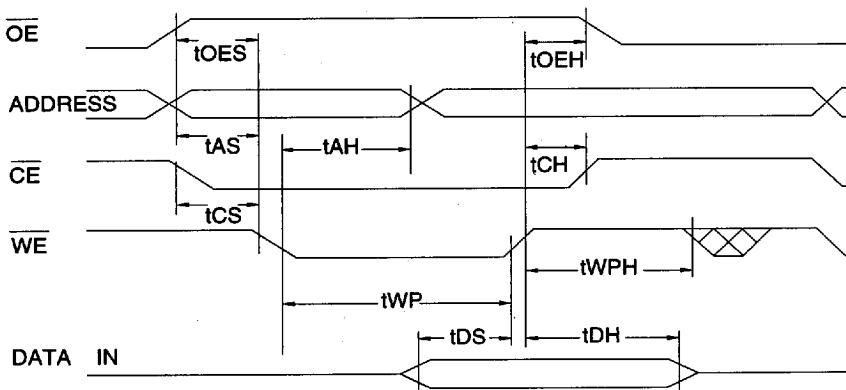 OE
tOES
tOEH
ADDRESS
tAS
tAH
CE
tCH
tCS
WE
tWPH
tWP
tDS
tDH
DATA IN